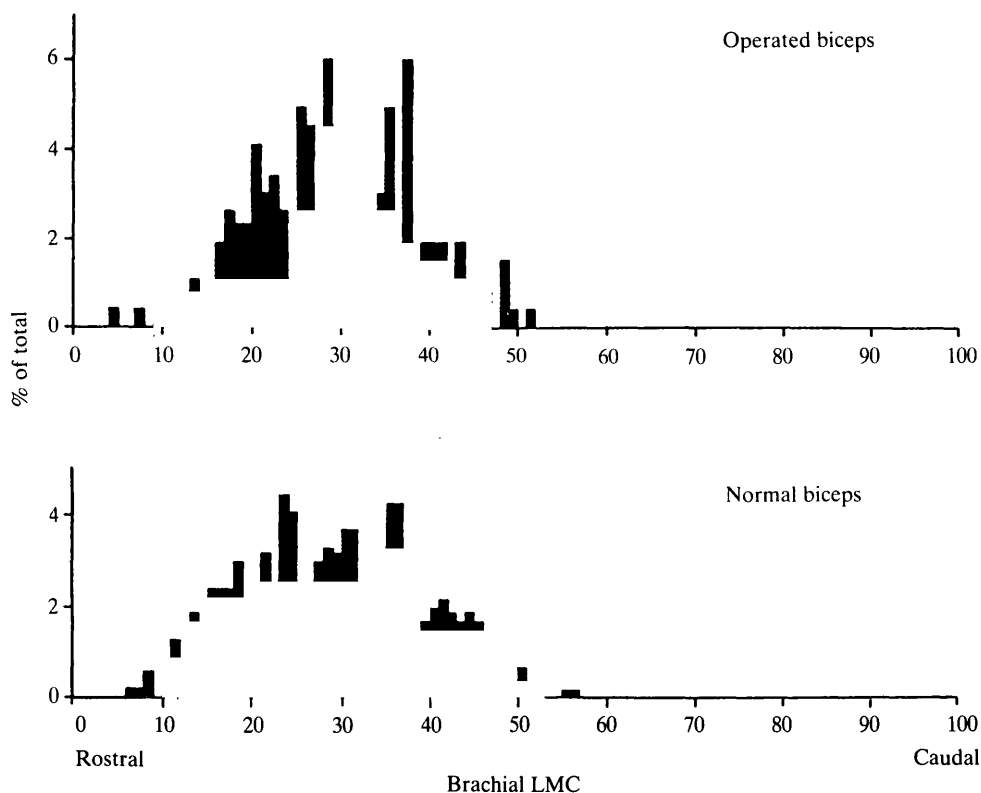 Operated biceps
6
4
2
0
0 10 20 30 40 50 60 70 80 90 100
% of total
Normal biceps
4
2
0
0 10 20 30 40 50 60 70 80 90 100
Rostral Caudal
Brachial LMC